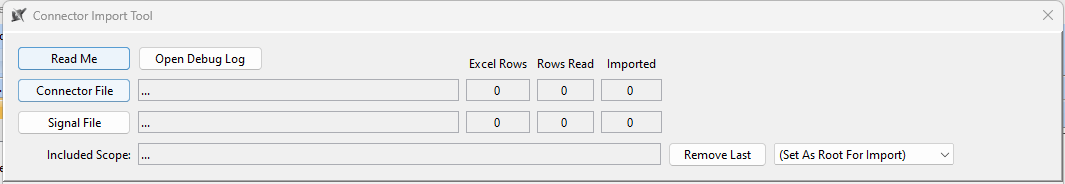 Connector Import Tool
Read Me Open Debug Log
Excel Rows Rows Read Imported
Connector File ... 0 0 0
Signal File ... 0 0 0
Included Scope: ... Remove Last (Set As Root For Import)